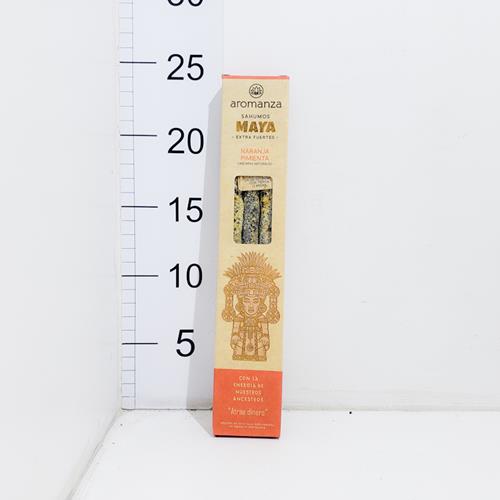 30
25
20
15
10
5
aromanza
SAHUMOS
MAYA
- EXTRA FUERTES -
NARANJA
PIMIENTA
CON LA
ENERGÍA DE
NUESTROS
ANCESTROS
"Atrae dinero"